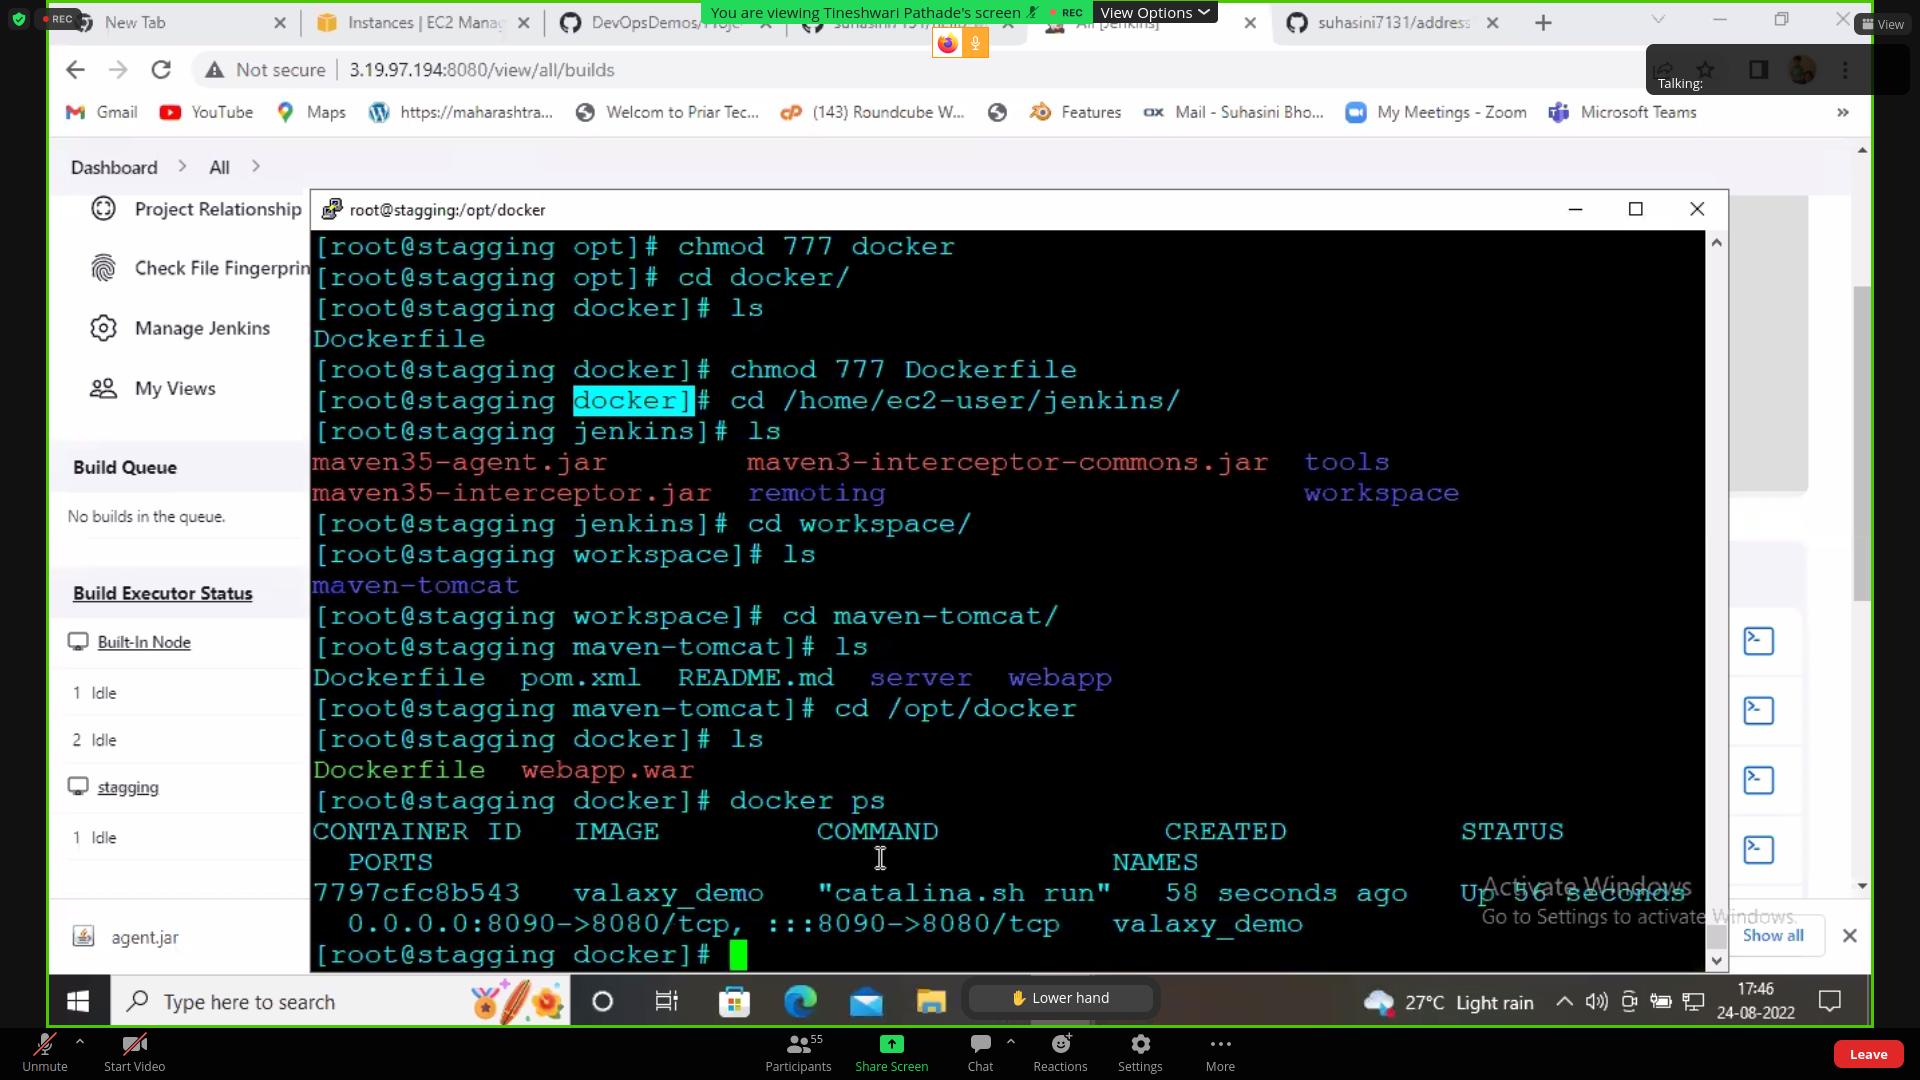 REC
You are viewing Tineshwari Pathade's screen
REC
View Options
View
New Tab
Instances | EC2 Manag
DevOpsDemos/
All [Jenkins]
suhasini7131/address
Not secure
3.19.97.194:8080/view/all/builds
Talking:
Gmail
YouTube
Maps
https://maharashtra...
Welcom to Priar Tec...
(143) Roundcube W...
Features
Mail - Suhasini Bho...
My Meetings - Zoom
Microsoft Teams
»
Dashboard
All
Project Relationship
Check File Fingerprin
Manage Jenkins
My Views
Build Queue
No builds in the queue.
Build Executor Status
Built-In Node
1 Idle
2 Idle
stagging
1 Idle
root@stagging:/opt/docker
[root@stagging opt]# chmod 777 docker
[root@stagging opt]# cd docker/
[root@stagging docker]# ls
Dockerfile
[root@stagging docker]# chmod 777 Dockerfile
[root@stagging docker]# cd /home/ec2-user/jenkins/
[root@stagging jenkins]# ls
maven35-agent.jar maven3-interceptor-commons.jar tools
maven35-interceptor.jar remoting workspace
[root@stagging jenkins]# cd workspace/
[root@stagging workspace]# ls
maven-tomcat
[root@stagging workspace]# cd maven-tomcat/
[root@stagging maven-tomcat]# ls
Dockerfile pom.xml README.md server webapp
[root@stagging maven-tomcat]# cd /opt/docker
[root@stagging docker]# ls
Dockerfile webapp.war
[root@stagging docker]# docker ps
CONTAINER ID IMAGE COMMAND CREATED STATUS
PORTS NAMES
7797cfc8b543 valaxy_demo "catalina.sh run" 58 seconds ago Up 56 seconds
0.0.0.0:8090->8080/tcp, :::8090->8080/tcp valaxy_demo
[root@stagging docker]#
Activate Windows
Go to Settings to activate Windows.
agent.jar
Show all
Type here to search
Lower hand
27°C Light rain
17:46
24-08-2022
Unmute
Start Video
Participants
55
Share Screen
Chat
Reactions
Settings
More
Leave